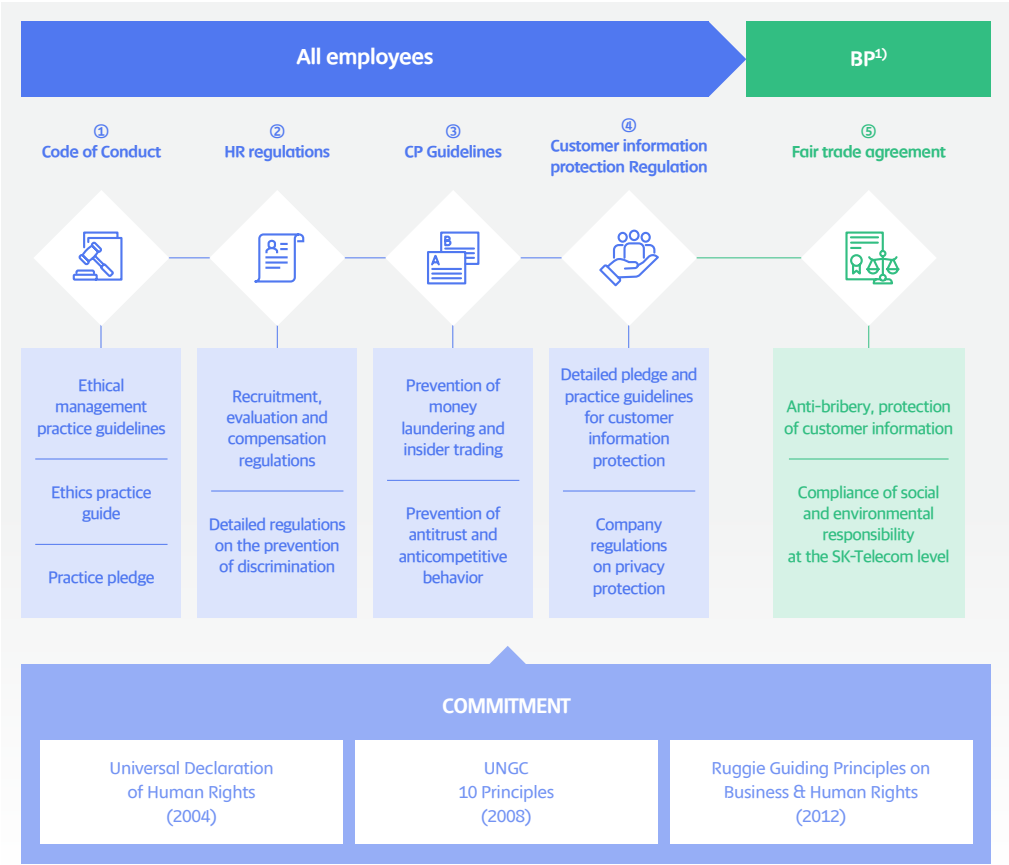 All employees
BP1)
①
Code of Conduct
②
HR regulations
③
CP Guidelines
④
Customer information
protection Regulation
⑤
Fair trade agreement
B
A
Ethical
management
practice guidelines
Ethics practice
guide
Practice pledge
Recruitment,
evaluation and
compensation
regulations
Detailed regulations
on the prevention
of discrimination
Prevention of
money
laundering and
insider trading
Prevention of
antitrust and
anticompetitive
behavior
Detailed pledge and
practice guidelines
for customer
information
protection
Company
regulations
on privacy
protection
Anti-bribery, protection
of customer information
Compliance of social
and environmental
responsibility
at the SK-Telecom level
COMMITMENT
Universal Declaration
of Human Rights
(2004)
UNGC
10 Principles
(2008)
Ruggie Guiding Principles on
Business & Human Rights
(2012)